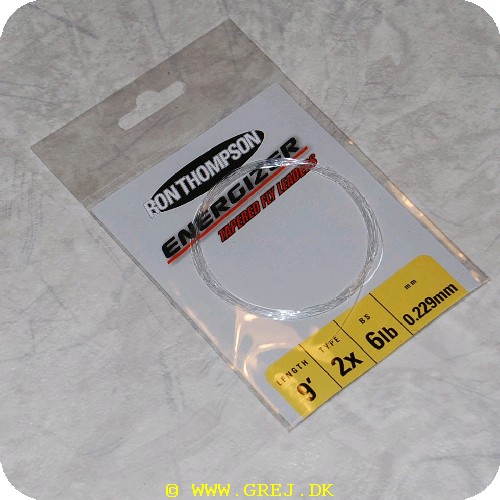 RON THOMPSON
ENERGIZER
TAPERED FLY LEADERS
LENGTH TYPE BS mm
9' 2x 6lb 0.229mm
© WWW.GREJ.DK